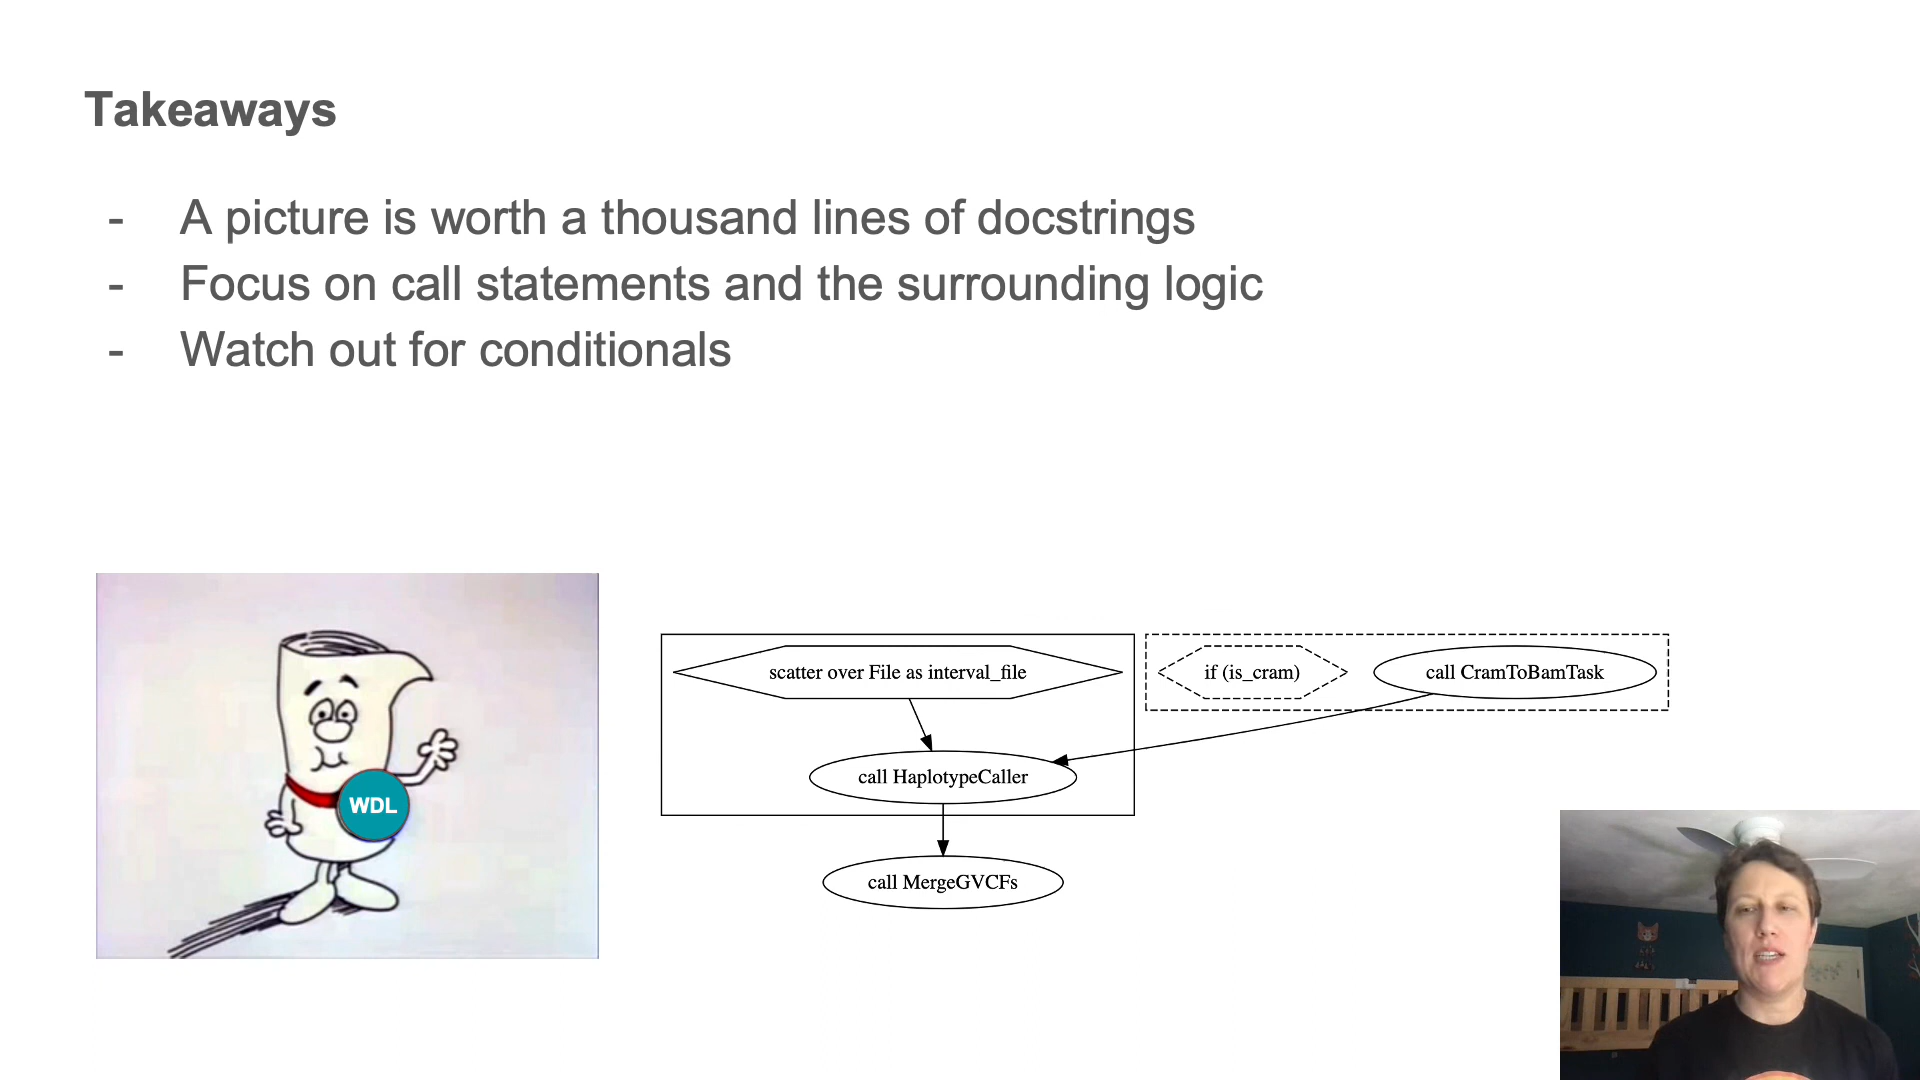 Takeaways
- A picture is worth a thousand lines of docstrings
- Focus on call statements and the surrounding logic
- Watch out for conditionals
WDL
scatter over File as interval_file
if (is_cram)
call CramToBamTask
call HaplotypeCaller
call MergeGVCFs